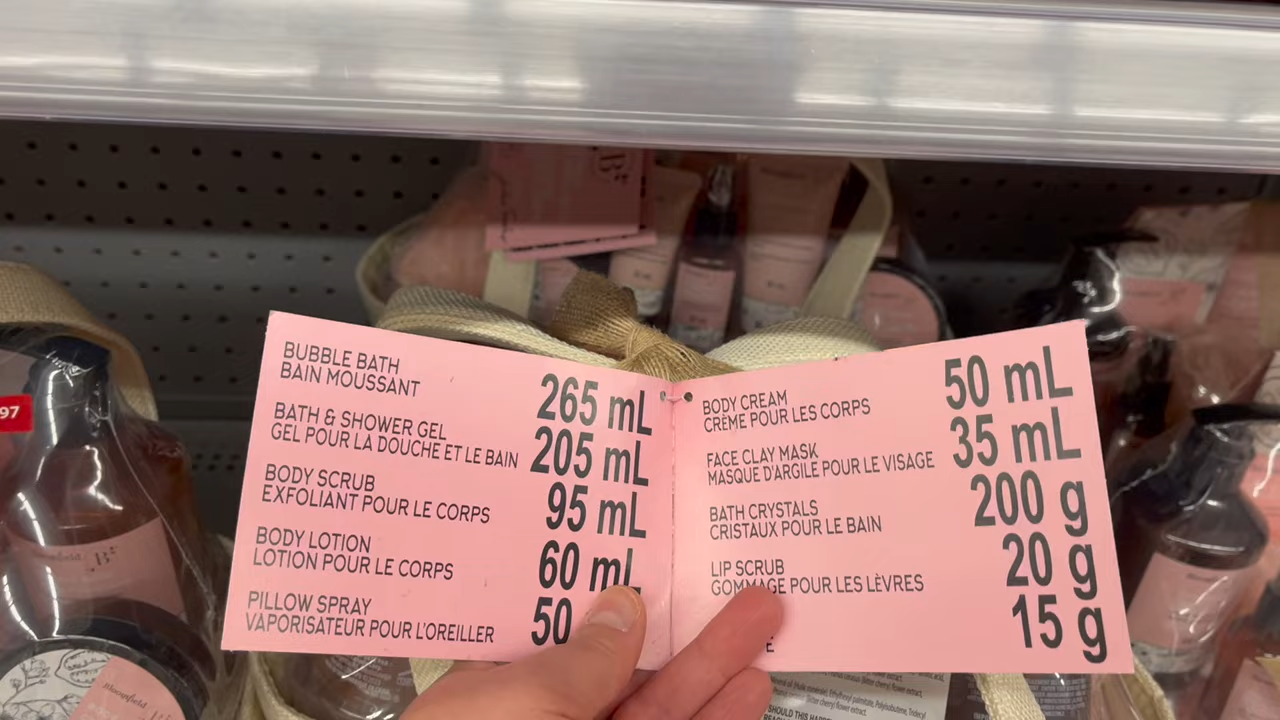 97
BUBBLE BATH
BAIN MOUSSANT
265 mL
BATH & SHOWER GEL
GEL POUR LA DOUCHE ET LE BAIN
205 mL
BODY SCRUB
EXFOLIANT POUR LE CORPS
95 mL
BODY LOTION
LOTION POUR LE CORPS
60 mL
PILLOW SPRAY
VAPORISATEUR POUR L'OREILLER
50
BODY CREAM
CRÈME POUR LES CORPS
50 mL
FACE CLAY MASK
MASQUE D'ARGILE POUR LE VISAGE
35 mL
BATH CRYSTALS
CRISTAUX POUR LE BAIN
200 g
LIP SCRUB
GOMMAGE POUR LES LÈVRES
20 g
E
15 g